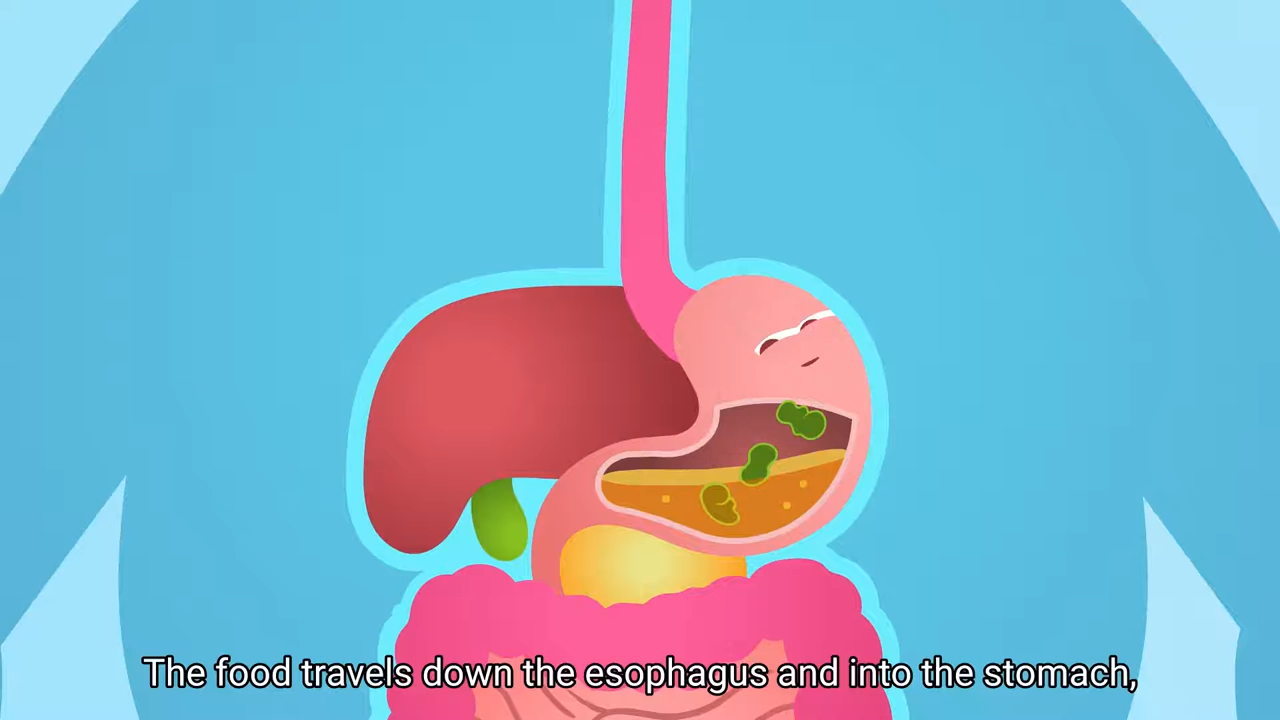 The food travels down the esophagus and into the stomach,